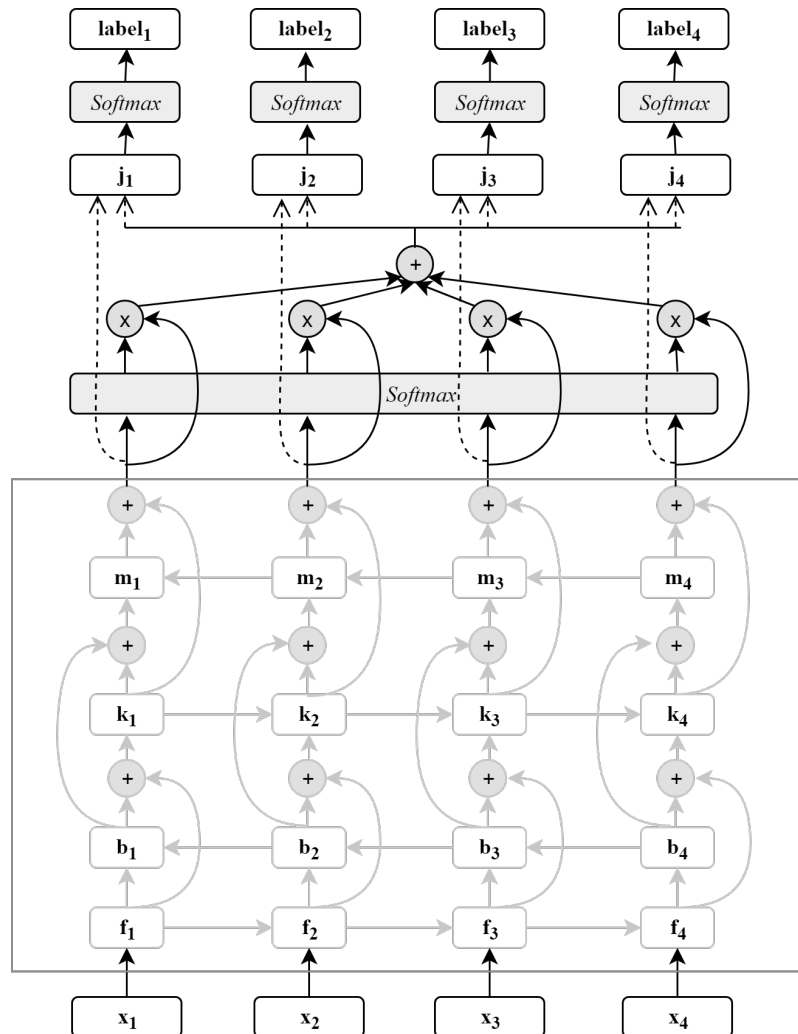 label₁ label₂ label₃ label₄
Softmax Softmax Softmax Softmax
j₁ j₂ j₃ j₄
+
x x x x
Softmax
+ + + +
m₁ m₂ m₃ m₄
+ + + +
k₁ k₂ k₃ k₄
+ + + +
b₁ b₂ b₃ b₄
f₁ f₂ f₃ f₄
x₁ x₂ x₃ x₄